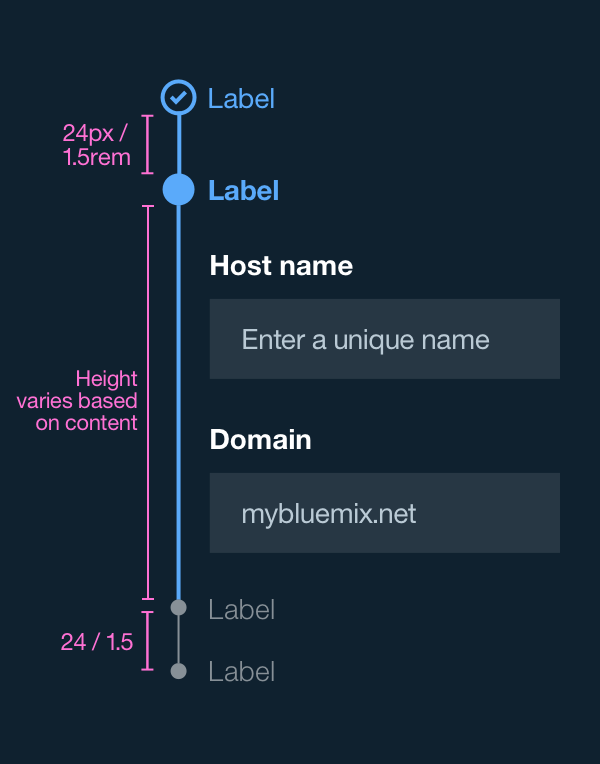 Label
24px /
1.5rem
Label
Host name
Enter a unique name
Height
varies based
on content
Domain
mybluemix.net
Label
24 / 1.5
Label